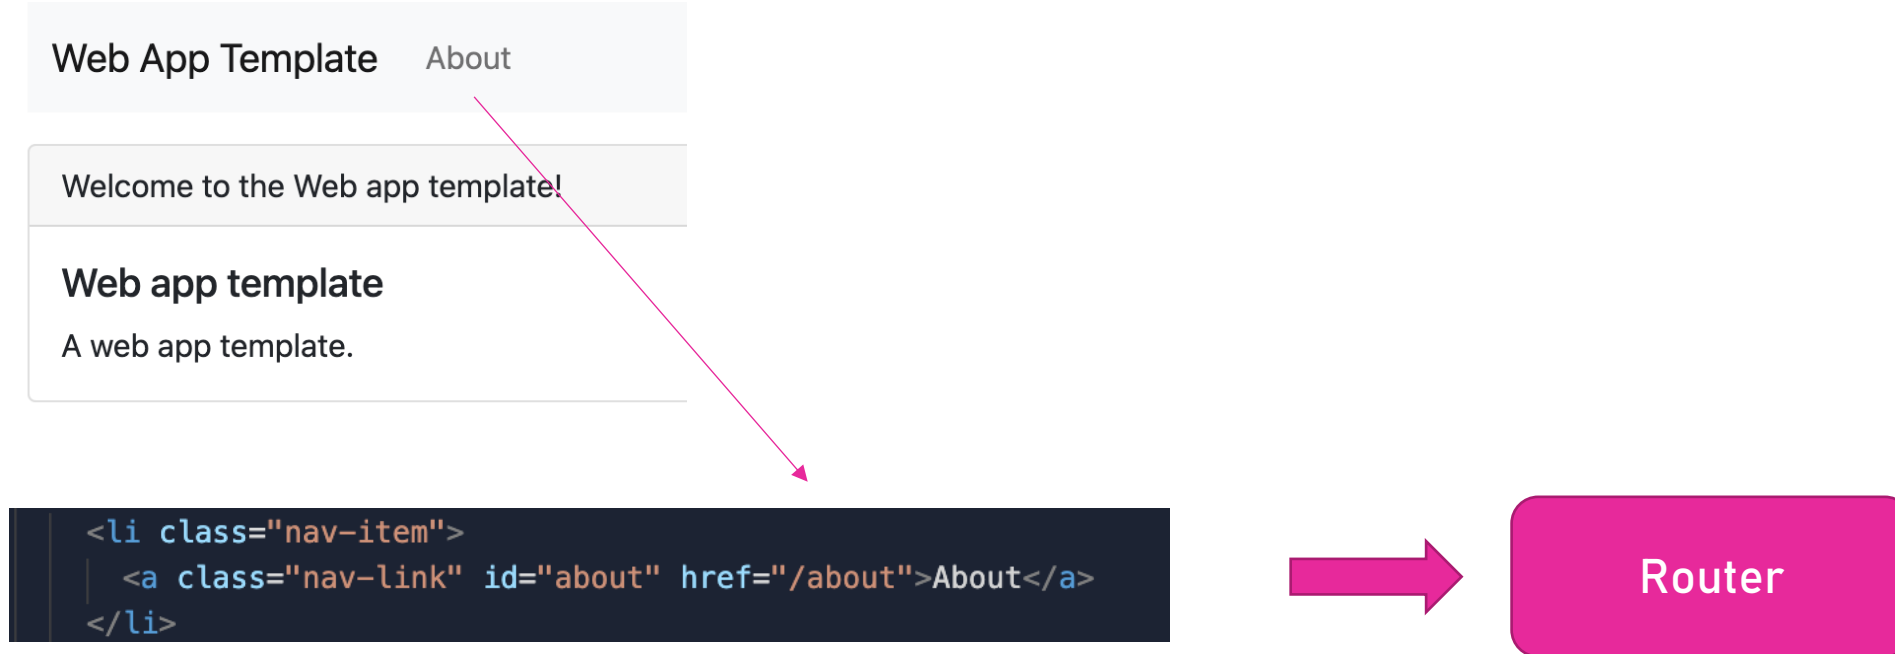 Web App Template About
Welcome to the Web app template!
Web app template
A web app template.
<li class="nav-item">
<a class="nav-link" id="about" href="/about">About</a>
</li>
Router